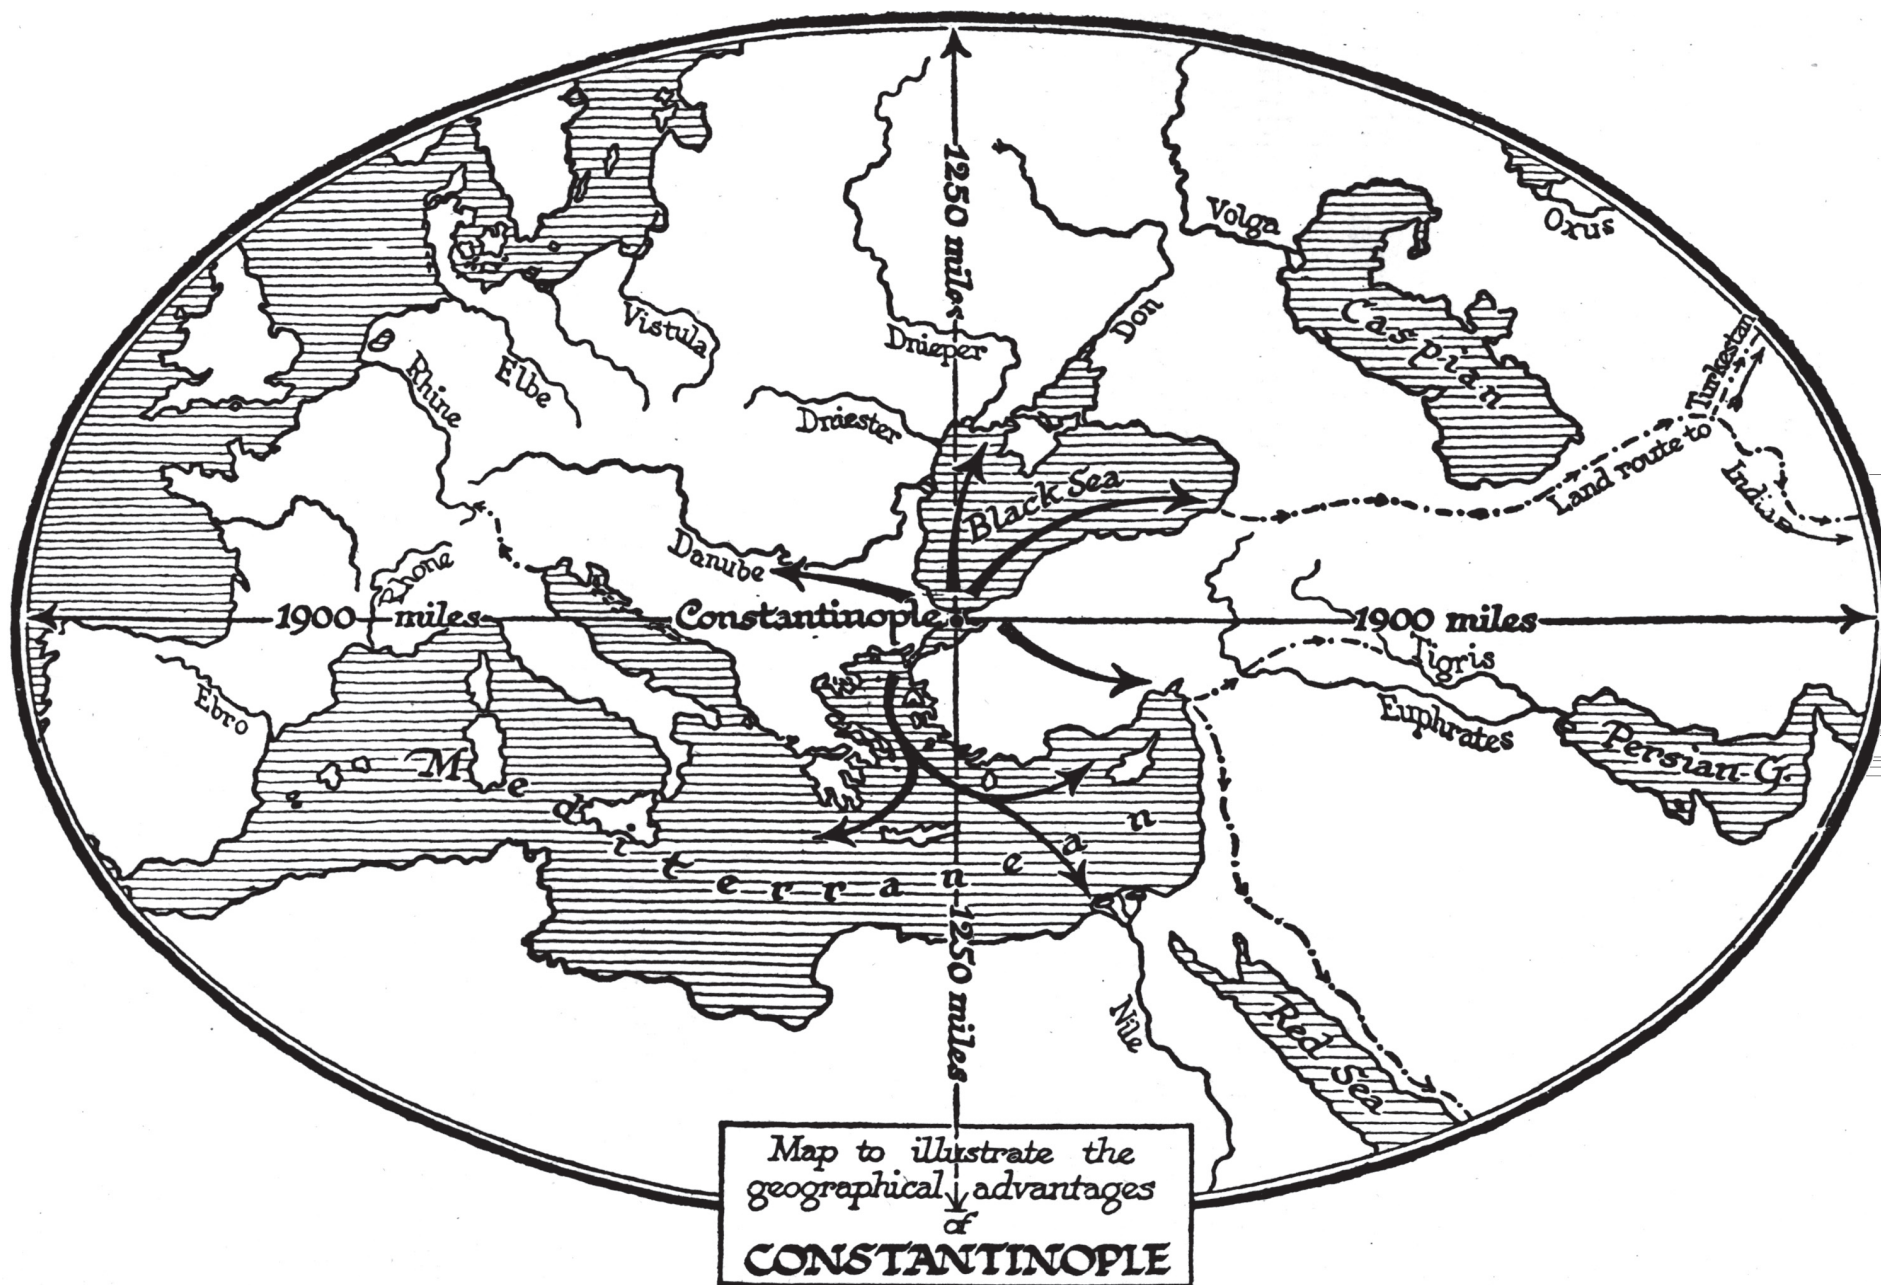 1250 miles
Volga
Oxus
Vistula
Dnieper
Don
Caspian
Rhine
Elbe
Dniester
Turkestan
Land route to
India
Black Sea
Danube
Rhone
1900 miles
Constantinople
1900 miles
Tigris
Ebro
Euphrates
Persian G.
Mediterranean
1250 miles
Nile
Red Sea
Map to illustrate the
geographical advantages
of
CONSTANTINOPLE